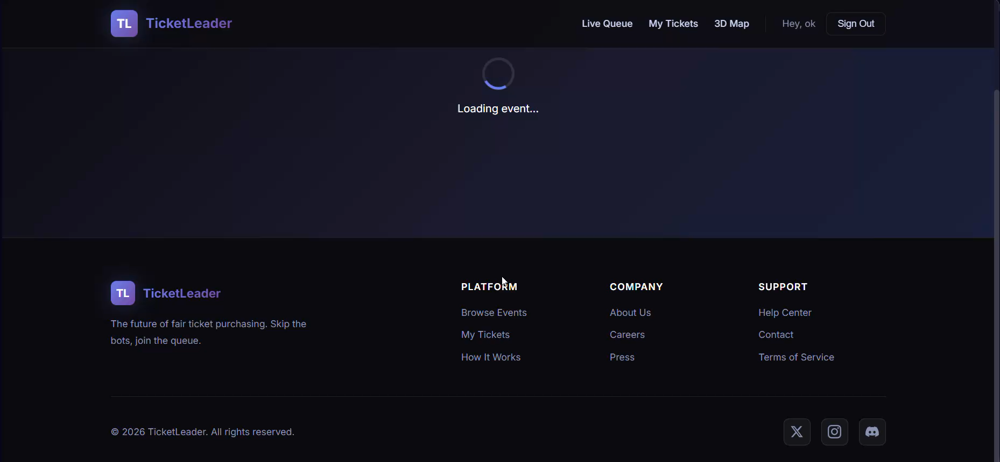 TL TicketLeader
Live Queue My Tickets 3D Map Hey, ok Sign Out
Loading event...
TL TicketLeader
The future of fair ticket purchasing. Skip the
bots, join the queue.
PLATFORM
Browse Events
My Tickets
How It Works
COMPANY
About Us
Careers
Press
SUPPORT
Help Center
Contact
Terms of Service
© 2026 TicketLeader. All rights reserved.